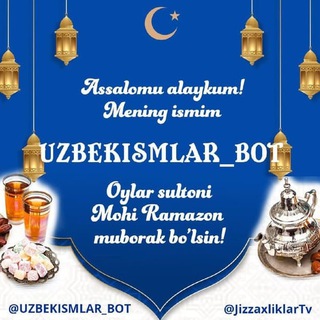 Assalomu alaykum!
Mening ismim
UZBEKISMLAR_BOT
Oylar sultoni
Mohi Ramazon
muborak bo'lsin!
@UZBEKISMLAR_BOT
@JizzaxliklarTv